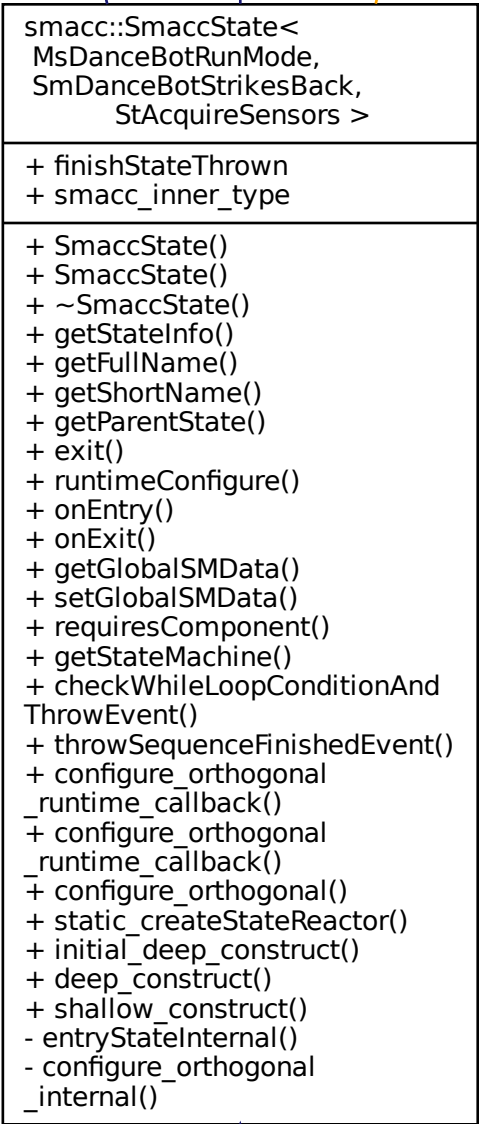 smacc::SmaccState<
MsDanceBotRunMode,
SmDanceBotStrikesBack,
StAcquireSensors >
+ finishStateThrown
+ smacc_inner_type
+ SmaccState()
+ SmaccState()
+ ~SmaccState()
+ getStateInfo()
+ getFullName()
+ getShortName()
+ getParentState()
+ exit()
+ runtimeConfigure()
+ onEntry()
+ onExit()
+ getGlobalSMData()
+ setGlobalSMData()
+ requiresComponent()
+ getStateMachine()
+ checkWhileLoopConditionAnd
ThrowEvent()
+ throwSequenceFinishedEvent()
+ configure_orthogonal
_runtime_callback()
+ configure_orthogonal
_runtime_callback()
+ configure_orthogonal()
+ static_createStateReactor()
+ initial_deep_construct()
+ deep_construct()
+ shallow_construct()
- entryStateInternal()
- configure_orthogonal
_internal()